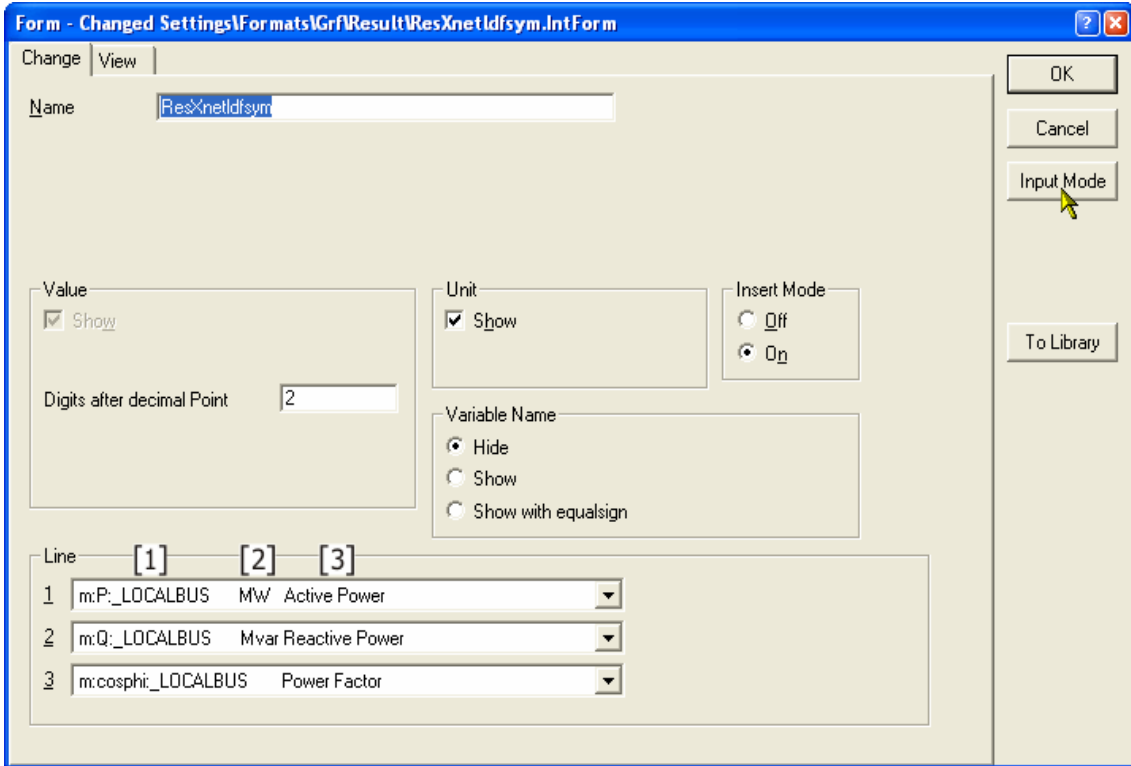 Form - Changed Settings\Formats\Grf\Result\ResXnetldfsym.IntForm
Change View
OK
Name ResXnetldfsym
Cancel
Input Mode
Value Unit Insert Mode
Show Show Off
On
To Library
Digits after decimal Point 2
Variable Name
Hide
Show
Show with equalsign
Line [1] [2] [3]
1 m:P:_LOCALBUS MW Active Power
2 m:Q:_LOCALBUS Mvar Reactive Power
3 m:cosphi:_LOCALBUS Power Factor